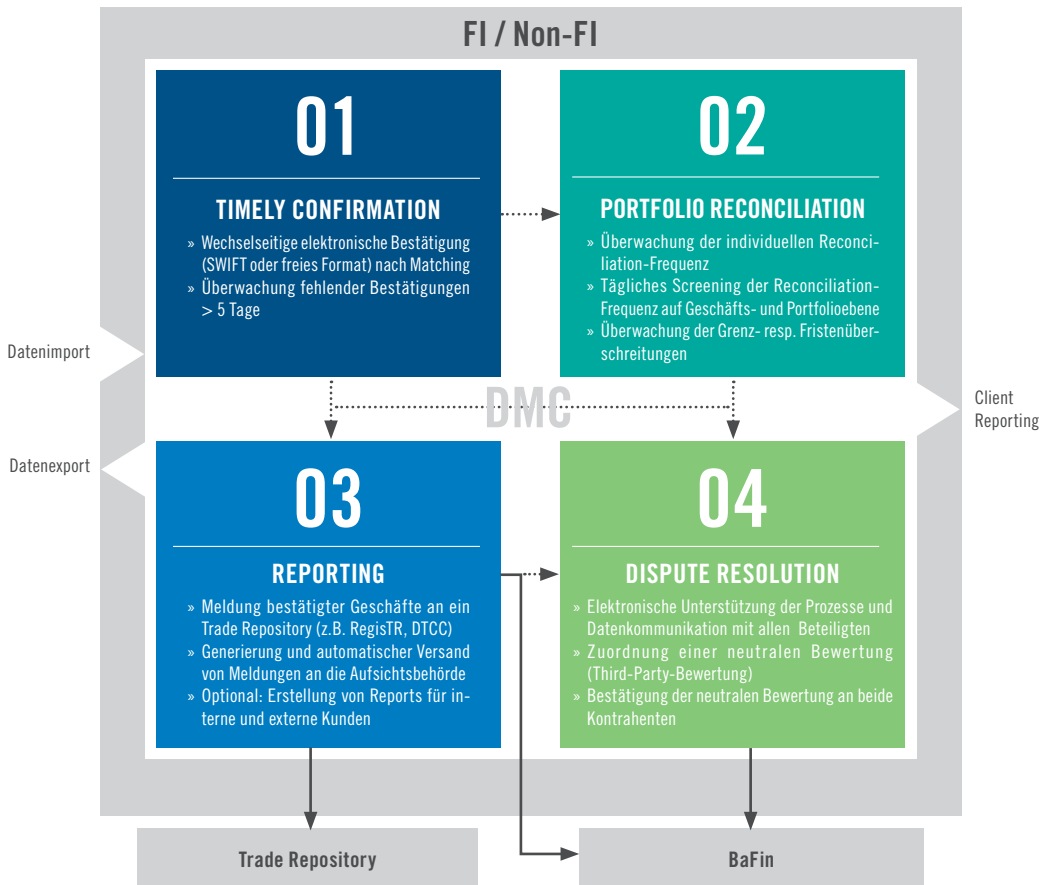 FI / Non-FI
01
TIMELY CONFIRMATION
» Wechselseitige elektronische Bestätigung
(SWIFT oder freies Format) nach Matching
» Überwachung fehlender Bestätigungen
> 5 Tage
02
PORTFOLIO RECONCILIATION
» Überwachung der individuellen Reconci-
liation-Frequenz
» Tägliches Screening der Reconciliation-
Frequenz auf Geschäfts- und Portfolioebene
» Überwachung der Grenz- resp. Fristenüber-
schreitungen
Datenimport
DMC
Client
Reporting
Datenexport
03
REPORTING
» Meldung bestätigter Geschäfte an ein
Trade Repository (z.B. RegisTR, DTCC)
» Generierung und automatischer Versand
von Meldungen an die Aufsichtsbehörde
» Optional: Erstellung von Reports für in-
terne und externe Kunden
04
DISPUTE RESOLUTION
» Elektronische Unterstützung der Prozesse und
Datenkommunikation mit allen Beteiligten
» Zuordnung einer neutralen Bewertung
(Third-Party-Bewertung)
» Bestätigung der neutralen Bewertung an beide
Kontrahenten
Trade Repository
BaFin